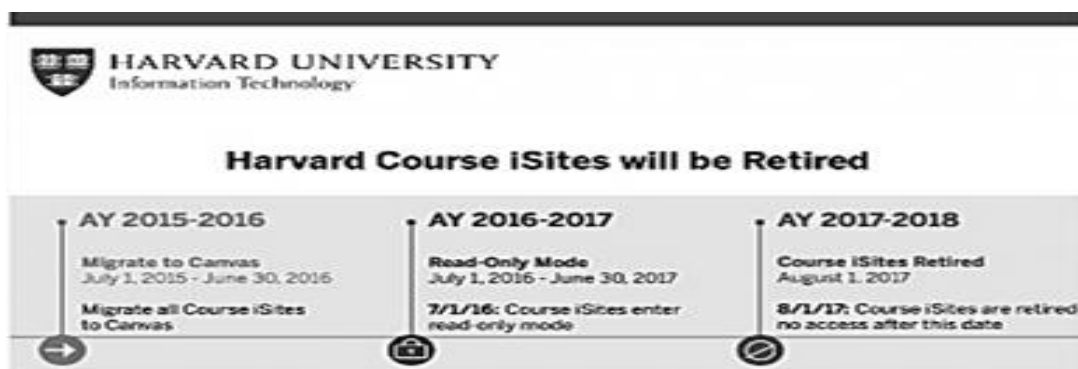 HARVARD UNIVERSITY
Information Technology
Harvard Course iSites will be Retired
AY 2015-2016
Migrate to Canvas
July 1, 2015 - June 30, 2016
Migrate all Course iSites
to Canvas
AY 2016-2017
Read-Only Mode
July 1, 2016 - June 30, 2017
7/1/16: Course iSites enter
read-only mode
AY 2017-2018
Course iSites Retired
August 1, 2017
8/1/17: Course iSites are retired
no access after this date